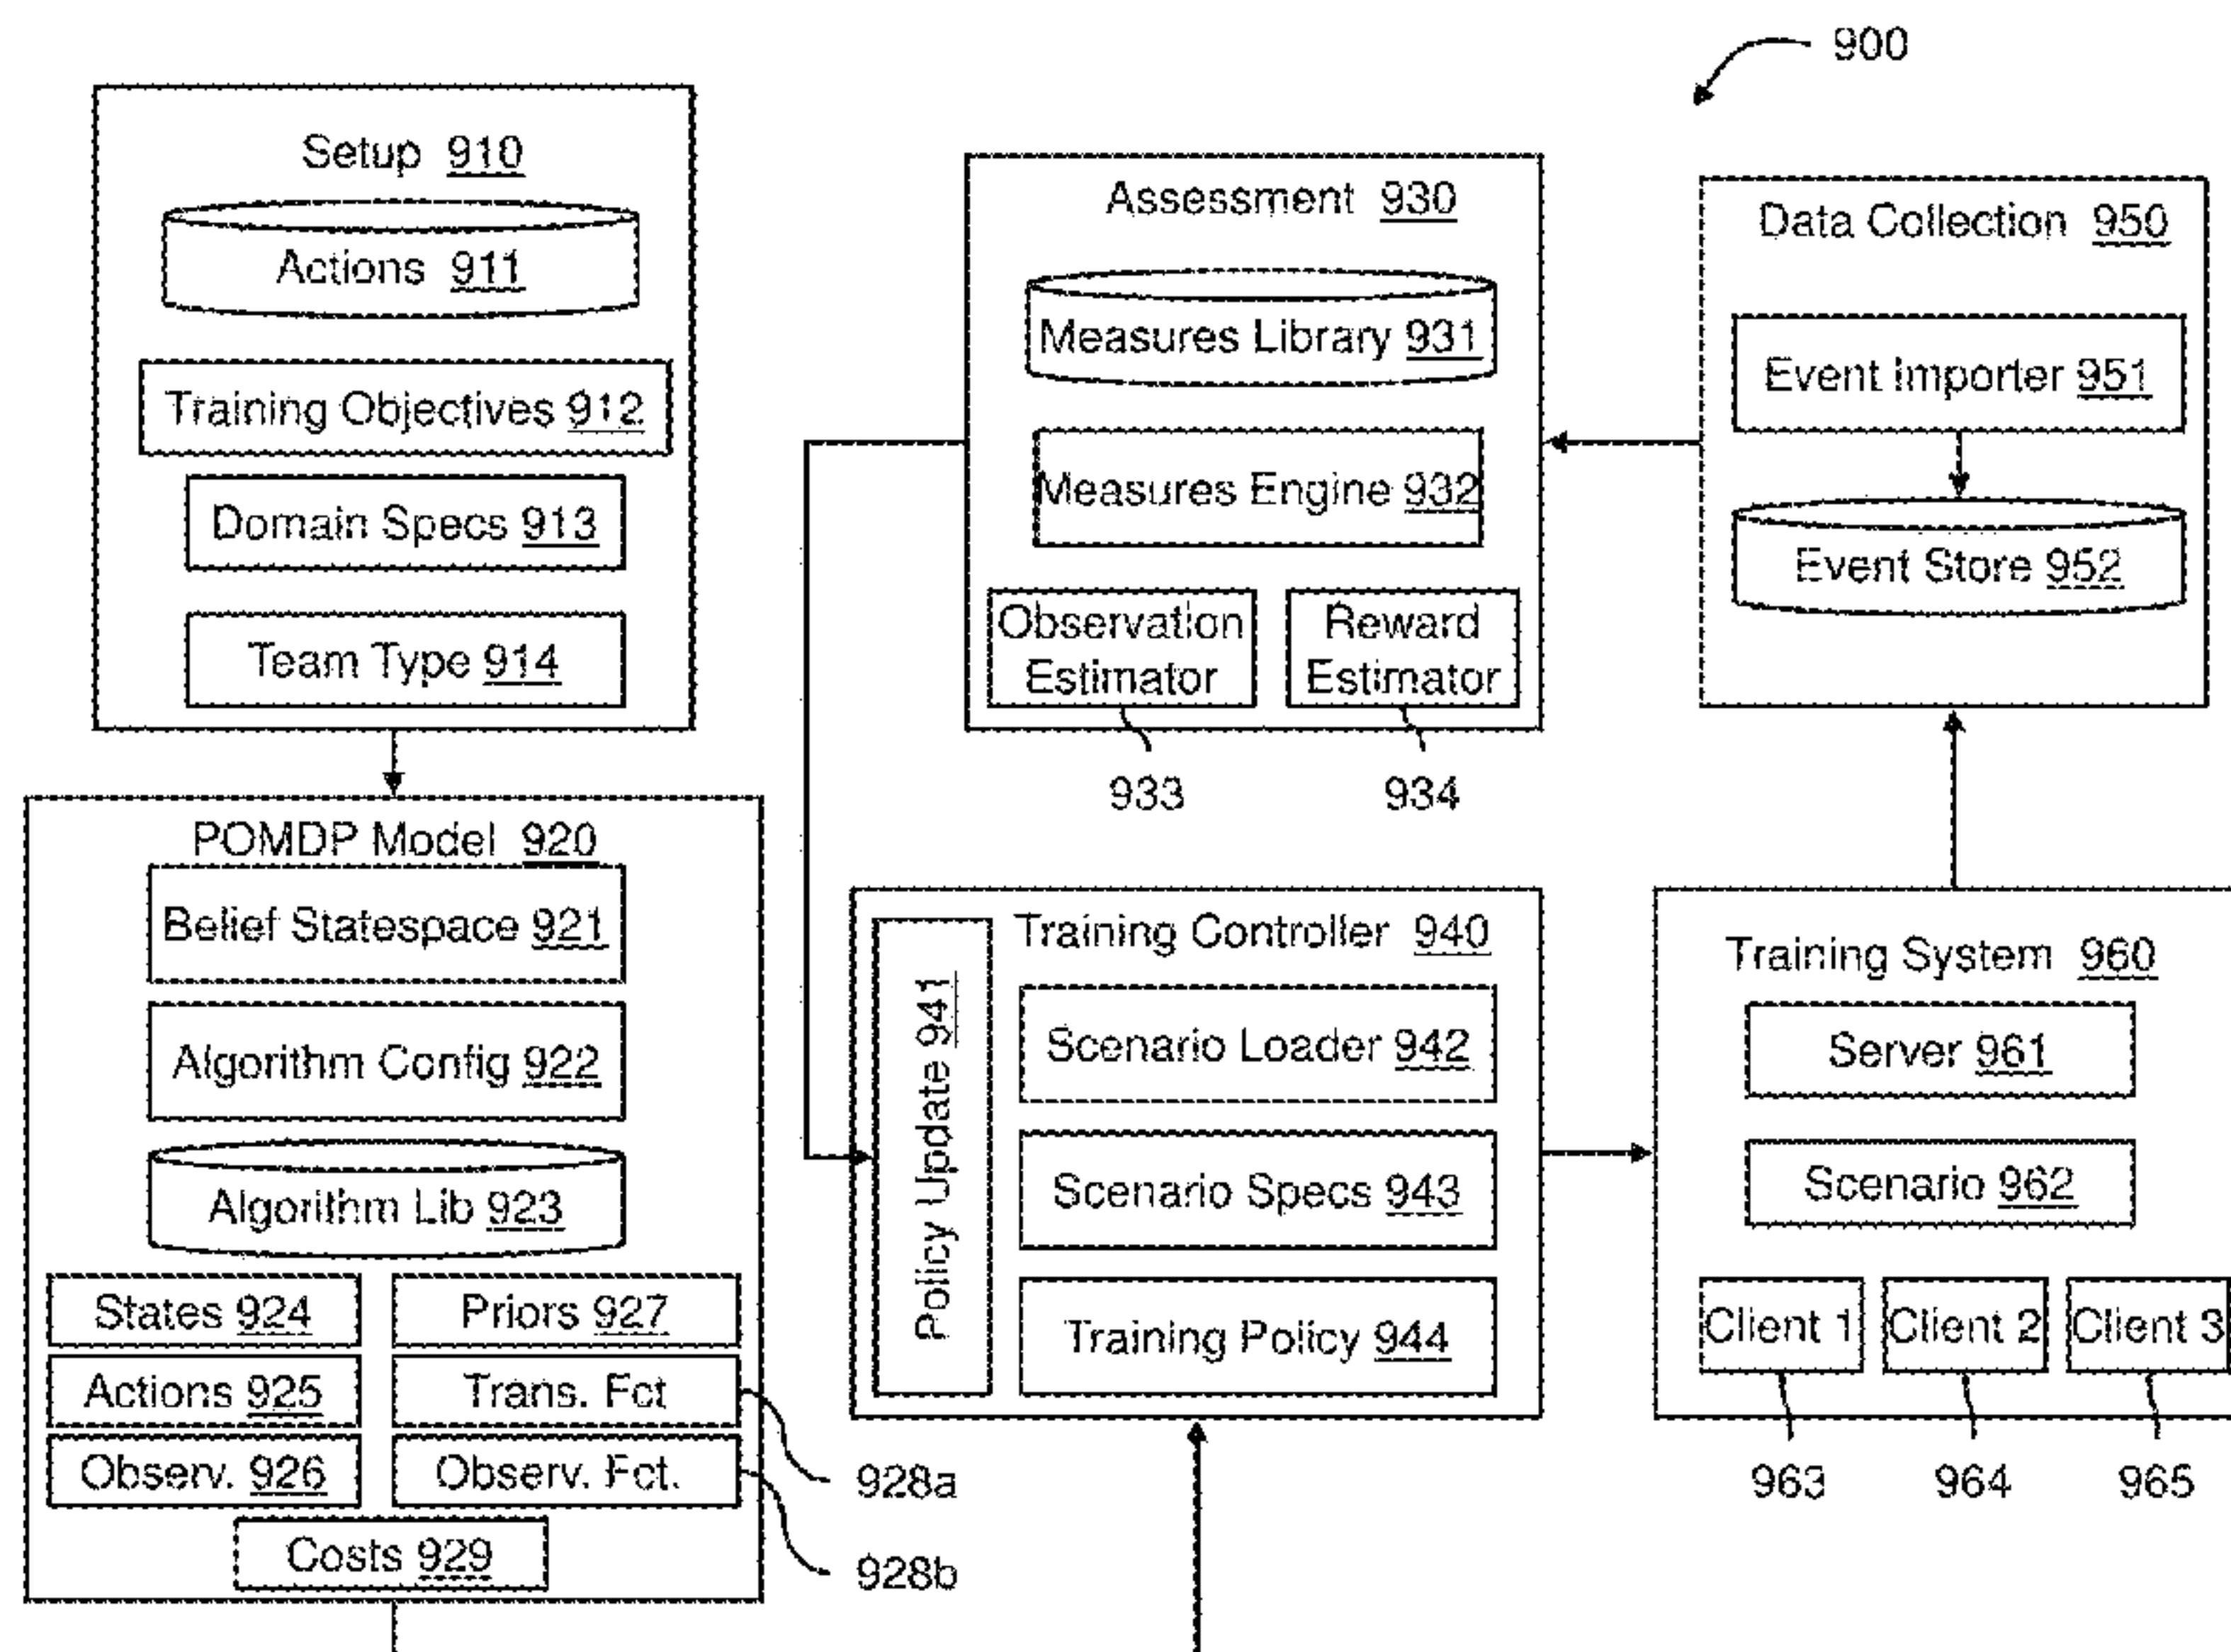 900
Setup 910
Actions 911
Training Objectives 912
Domain Specs 913
Team Type 914
POMDP Model 920
Belief Statespace 921
Algorithm Config 922
Algorithm Lib 923
States 924
Priors 927
Actions 925
Trans. Fct
Observ. 926
Observ. Fct.
Costs 929
928a
928b
Assessment 930
Measures Library 931
Measures Engine 932
Observation
Estimator
Reward
Estimator
933
934
Training Controller 940
Policy Update 941
Scenario Loader 942
Scenario Specs 943
Training Policy 944
Data Collection 950
Event Importer 951
Event Store 952
Training System 960
Server 961
Scenario 962
Client 1
Client 2
Client 3
963
964
965